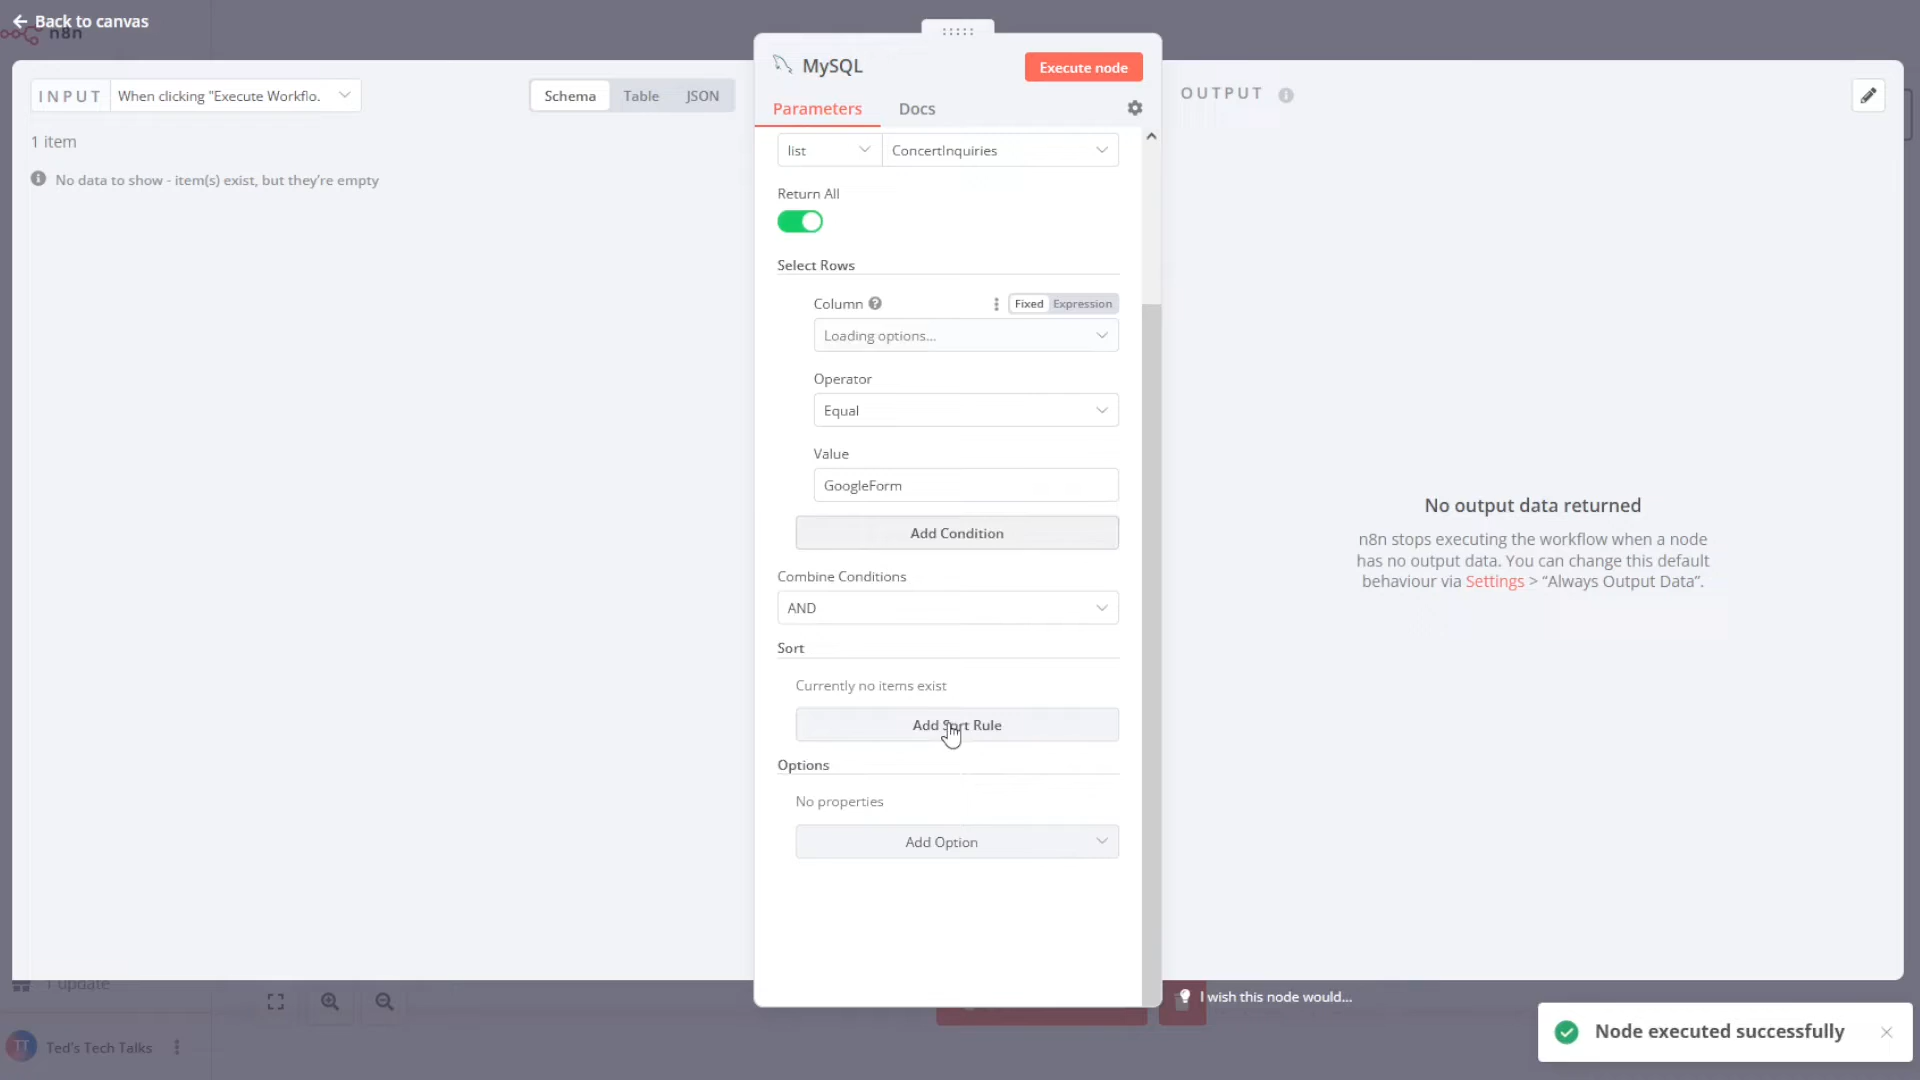 Back to canvas
n8n
INPUT
When clicking "Execute Workflo.
Schema
Table
JSON
1 item
No data to show - item(s) exist, but they're empty
MySQL
Execute node
Parameters
Docs
list
ConcertInquiries
Return All
Select Rows
Column
Fixed
Expression
Loading options...
Operator
Equal
Value
GoogleForm
Add Condition
Combine Conditions
AND
Sort
Currently no items exist
Add Sort Rule
Options
No properties
Add Option
OUTPUT
No output data returned
n8n stops executing the workflow when a node
has no output data. You can change this default
behaviour via Settings > “Always Output Data”.
1 update
I wish this node would...
TT
Ted's Tech Talks
Node executed successfully